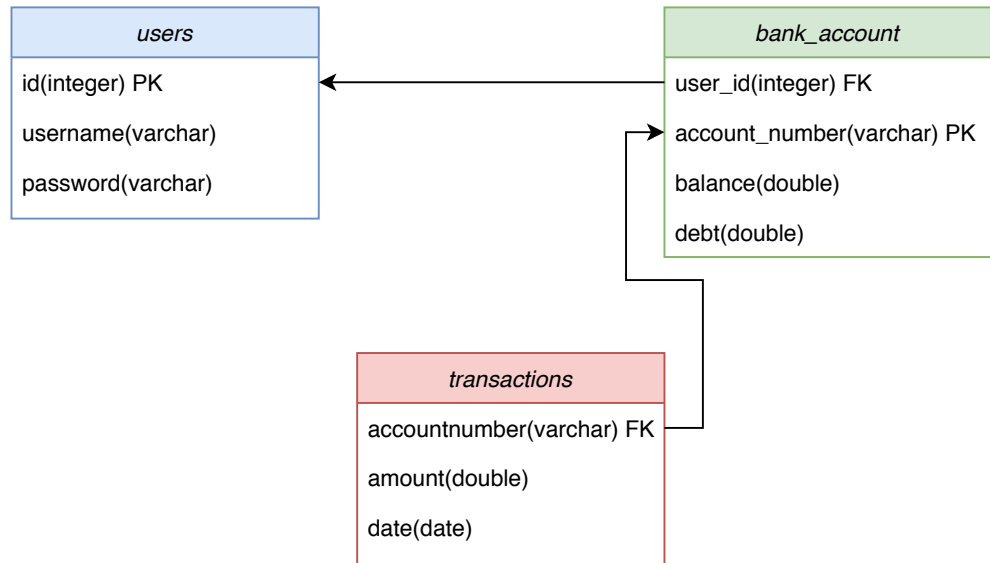 users
id(integer) PK
username(varchar)
password(varchar)
bank_account
user_id(integer) FK
account_number(varchar) PK
balance(double)
debt(double)
transactions
accountnumber(varchar) FK
amount(double)
date(date)